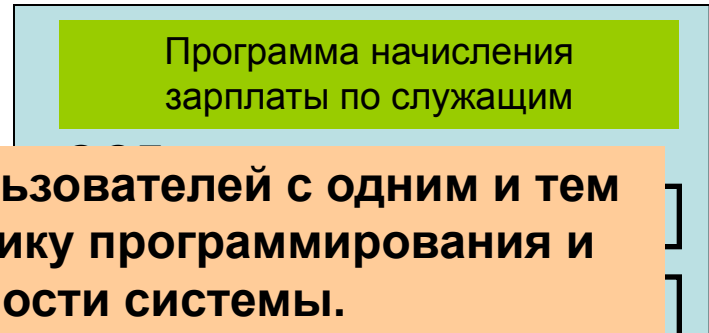 Программа начисления
зарплаты по служащим
ьзователей с одним и тем
ику программирования и
ости системы.